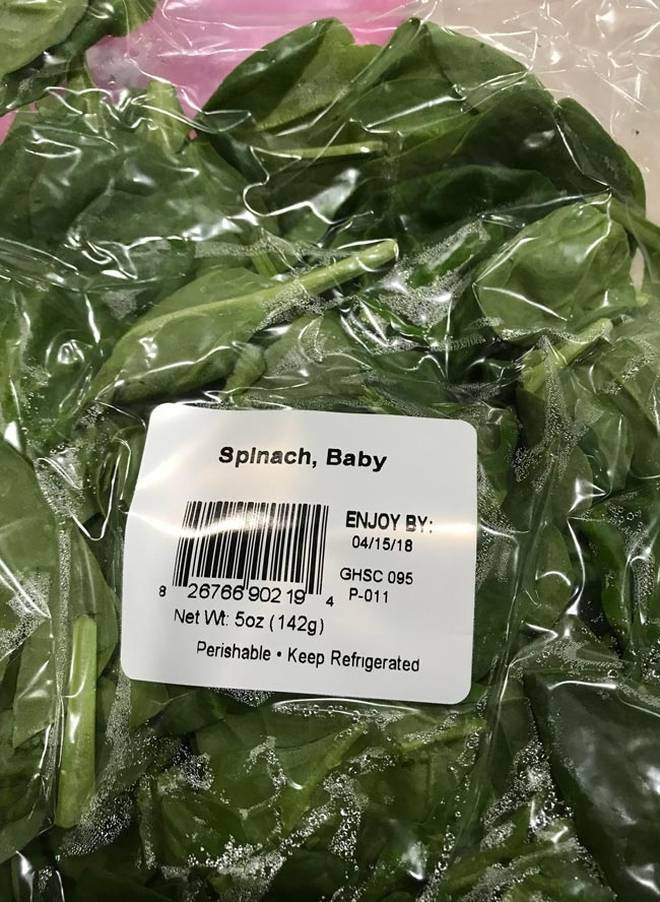 Spinach, Baby
ENJOY BY:
04/15/18
GHSC 095
P-011
8 26766 90219 4
Net Wt: 5oz (142g)
Perishable • Keep Refrigerated